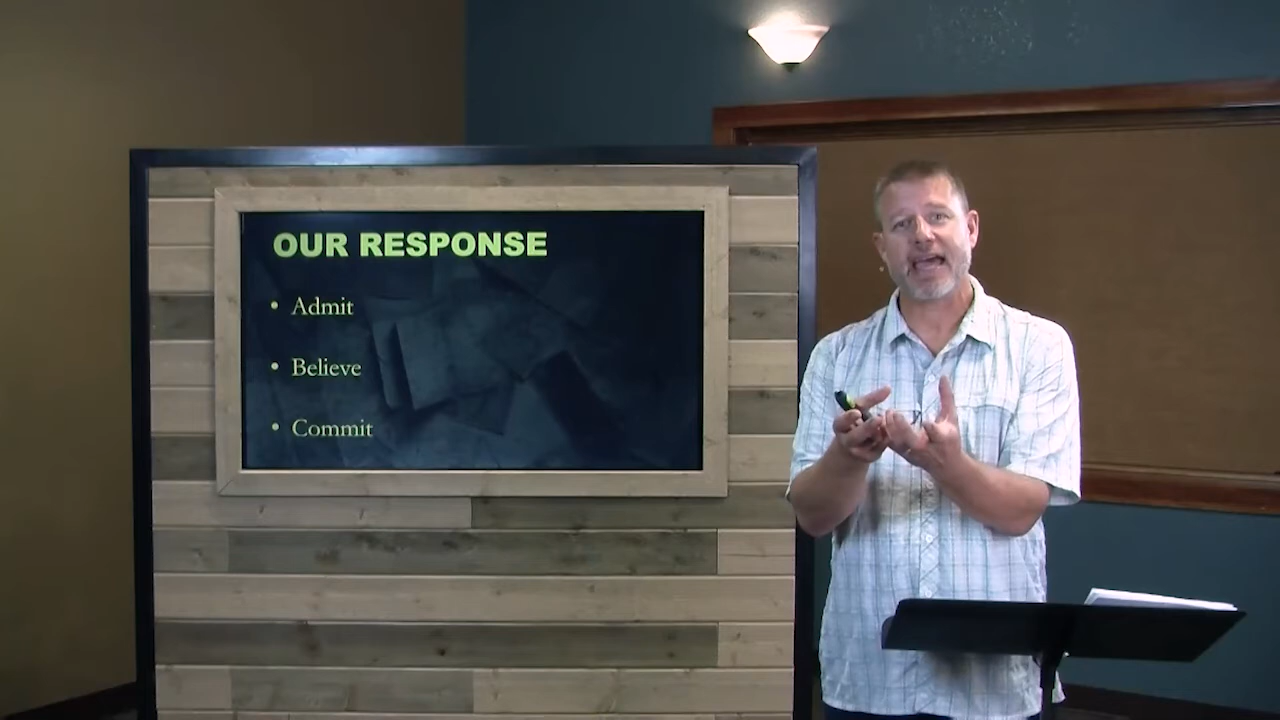 OUR RESPONSE
• Admit
• Believe
• Commit